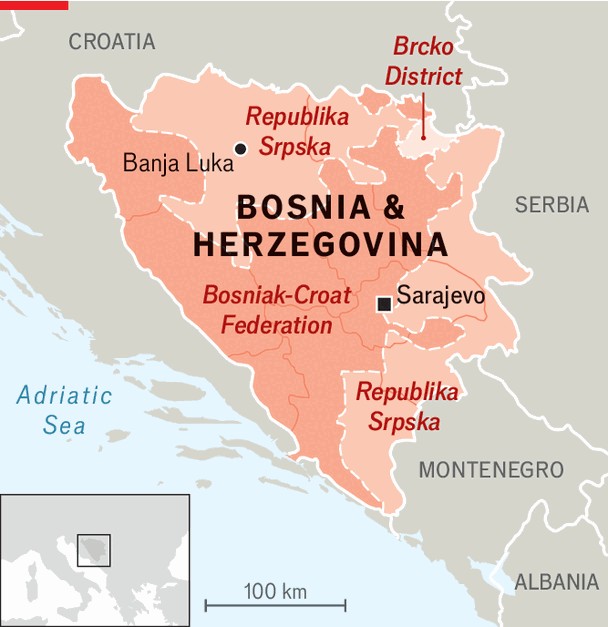 CROATIA
Brcko
District
Republika
Srpska
Banja Luka
BOSNIA &
HERZEGOVINA
SERBIA
Bosniak-Croat
Federation
Sarajevo
Adriatic
Sea
Republika
Srpska
MONTENEGRO
ALBANIA
100 km